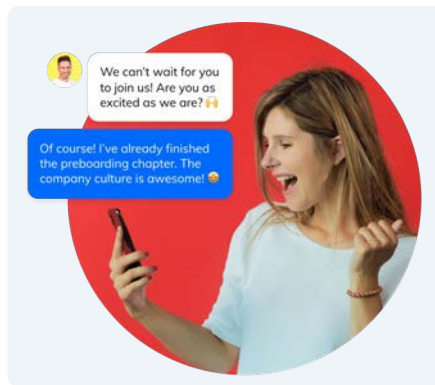 We can't wait for you
to join us! Are you as
excited as we are? 🙌
Of course! I've already finished
the preboarding chapter. The
company culture is awesome! 🤩